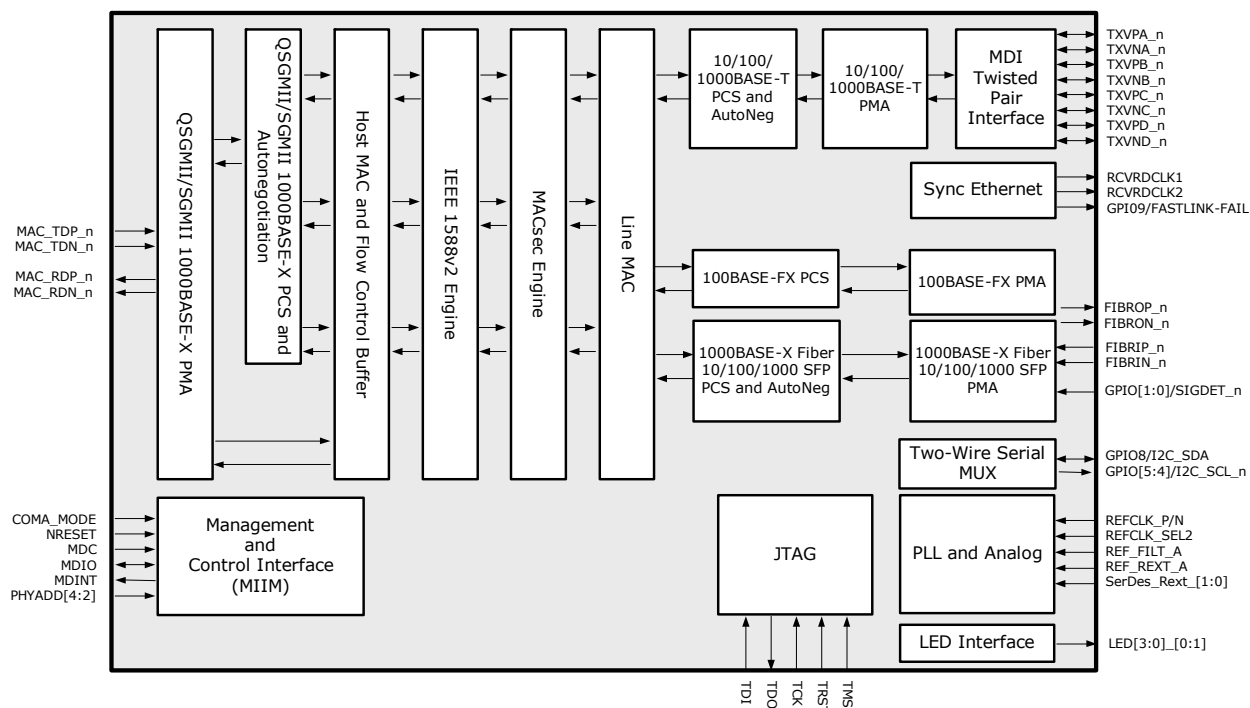 MAC_TDP_n
MAC_TDN_n
MAC_RDP_n
MAC_RDN_n
COMA_MODE
NRESET
MDC
MDIO
MDINT
PHYADD[4:2]
QSGMII/SGMII 1000BASE-X PMA
QSGMII/SGMII 1000BASE-X PCS and
Autonegotiation
Host MAC and Flow Control Buffer
IEEE 1588v2 Engine
MACsec Engine
Line MAC
10/100/
1000BASE-T
PCS and
AutoNeg
10/100/
1000BASE-T
PMA
MDI
Twisted
Pair
Interface
Sync Ethernet
100BASE-FX PCS
100BASE-FX PMA
1000BASE-X Fiber
10/100/1000 SFP
PCS and AutoNeg
1000BASE-X Fiber
10/100/1000 SFP
PMA
Two-Wire Serial
MUX
Management
and
Control Interface
(MIIM)
JTAG
PLL and Analog
LED Interface
TXVPA_n
TXVNA_n
TXVPB_n
TXVNB_n
TXVPC_n
TXVNC_n
TXVPD_n
TXVND_n
RCVRDCLK1
RCVRDCLK2
GPI09/FASTLINK-FAIL
FIBROP_n
FIBRON_n
FIBRIP_n
FIBRIN_n
GPIO[1:0]/SIGDET_n
GPIO8/I2C_SDA
GPIO[5:4]/I2C_SCL_n
REFCLK_P/N
REFCLK_SEL2
REF_FILT_A
REF_REXT_A
SerDes_Rext_[1:0]
LED[3:0]_[0:1]
TDI
TDO
TCK
TRS
TMS